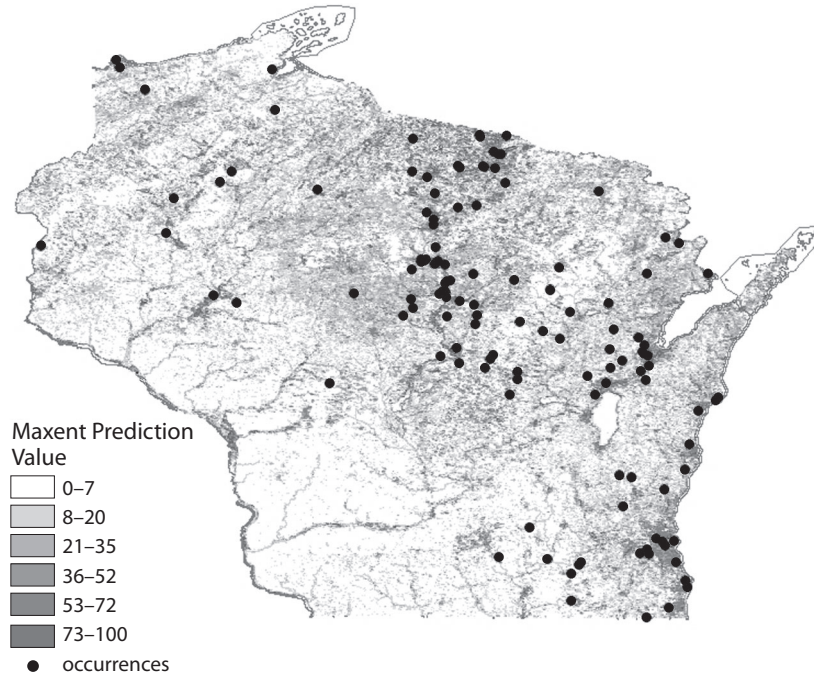 Maxent Prediction
Value
0–7
8–20
21–35
36–52
53–72
73–100
occurrences